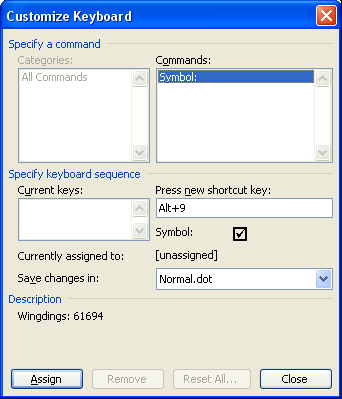 Customize Keyboard
Specify a command
Categories: Commands:
All Commands Symbol:
Specify keyboard sequence
Current keys: Press new shortcut key:
Alt+9
Symbol:
Currently assigned to: [unassigned]
Save changes in: Normal.dot
Description
Wingdings: 61694
Assign Remove Reset All... Close